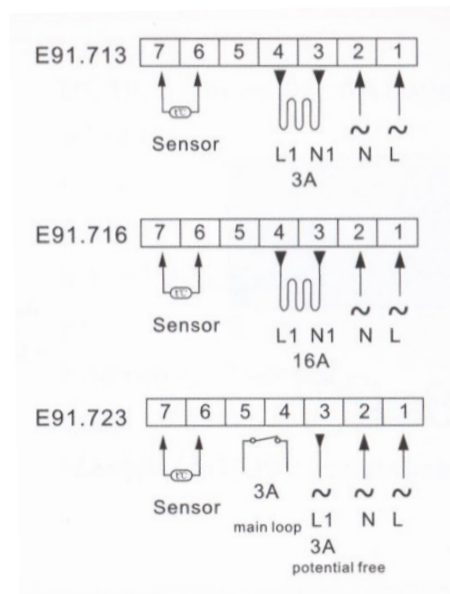 E91.713 7 6 5 4 3 2 1
t℃
Sensor
L1 N1 N L
3A
E91.716 7 6 5 4 3 2 1
t℃
Sensor
L1 N1 N L
16A
E91.723 7 6 5 4 3 2 1
t℃
Sensor
3A
main loop
L1 N L
3A
potential free